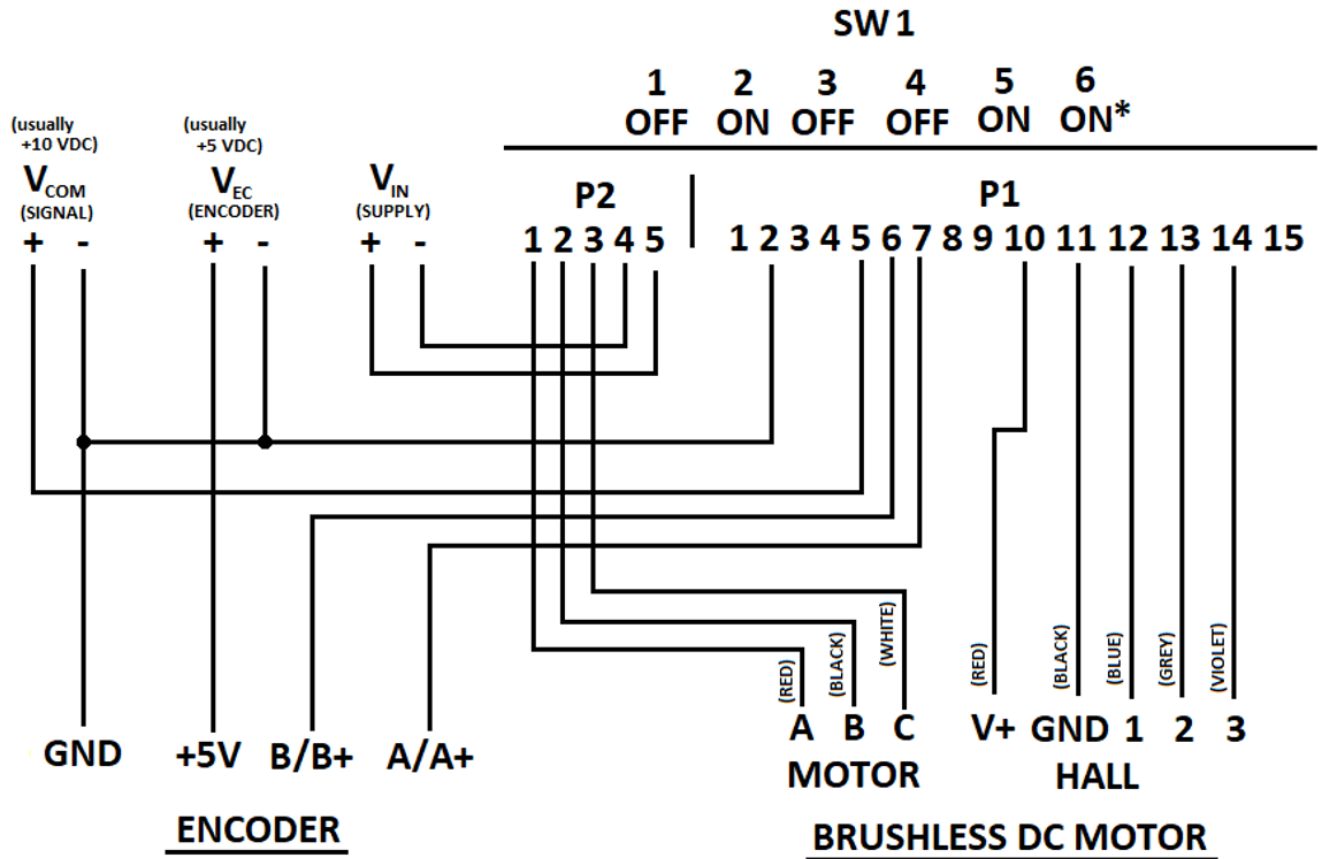 SW 1
1 2 3 4 5 6
OFF ON OFF OFF ON ON*
(usually
+10 VDC)
VCOM
(SIGNAL)
+ -
(usually
+5 VDC)
VEC
(ENCODER)
+ -
VIN
(SUPPLY)
+ -
P2
1 2 3 4 5
P1
1 2 3 4 5 6 7 8 9 10 11 12 13 14 15
(RED)
(BLACK)
(WHITE)
(RED)
(BLACK)
(BLUE)
(GREY)
(VIOLET)
GND +5V B/B+ A/A+
ENCODER
A B C
MOTOR
V+ GND 1 2 3
HALL
BRUSHLESS DC MOTOR